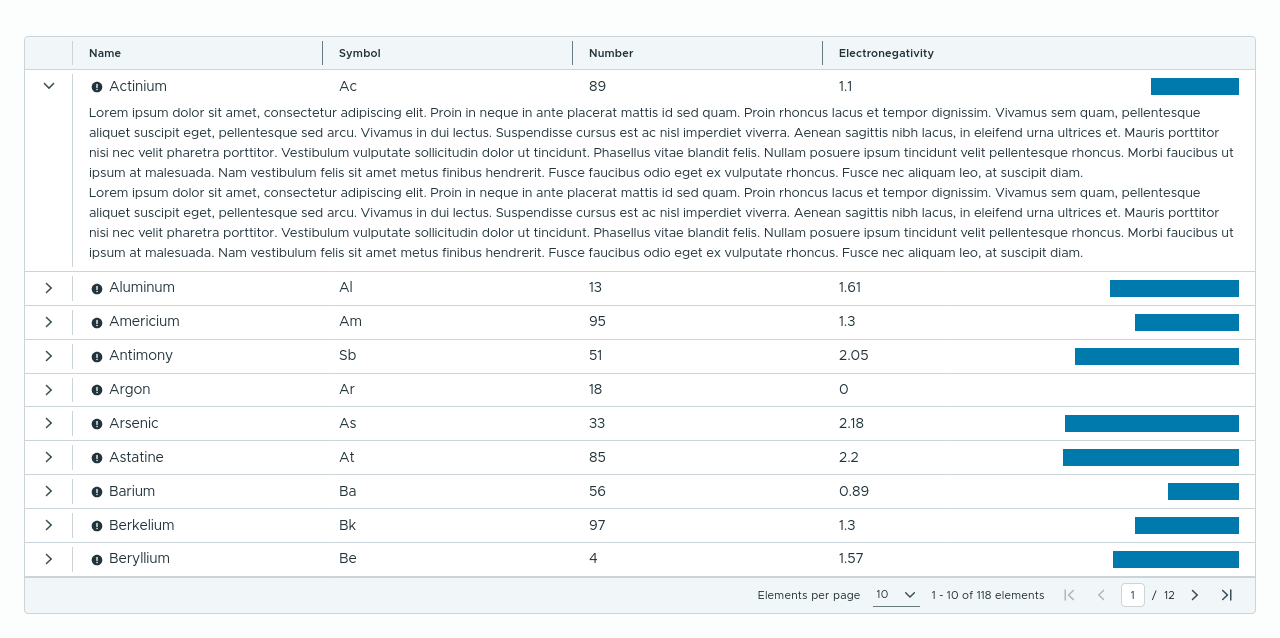 Name Symbol Number Electronegativity
Actinium Ac 89 1.1
Lorem ipsum dolor sit amet, consectetur adipiscing elit. Proin in neque in ante placerat mattis id sed quam. Proin rhoncus lacus et tempor dignissim. Vivamus sem quam, pellentesque
aliquet suscipit eget, pellentesque sed arcu. Vivamus in dui lectus. Suspendisse cursus est ac nisl imperdiet viverra. Aenean sagittis nibh lacus, in eleifend urna ultrices et. Mauris porttitor
nisi nec velit pharetra porttitor. Vestibulum vulputate sollicitudin dolor ut tincidunt. Phasellus vitae blandit felis. Nullam posuere ipsum tincidunt velit pellentesque rhoncus. Morbi faucibus ut
ipsum at malesuada. Nam vestibulum felis sit amet metus finibus hendrerit. Fusce faucibus odio eget ex vulputate rhoncus. Fusce nec aliquam leo, at suscipit diam.
Lorem ipsum dolor sit amet, consectetur adipiscing elit. Proin in neque in ante placerat mattis id sed quam. Proin rhoncus lacus et tempor dignissim. Vivamus sem quam, pellentesque
aliquet suscipit eget, pellentesque sed arcu. Vivamus in dui lectus. Suspendisse cursus est ac nisl imperdiet viverra. Aenean sagittis nibh lacus, in eleifend urna ultrices et. Mauris porttitor
nisi nec velit pharetra porttitor. Vestibulum vulputate sollicitudin dolor ut tincidunt. Phasellus vitae blandit felis. Nullam posuere ipsum tincidunt velit pellentesque rhoncus. Morbi faucibus ut
ipsum at malesuada. Nam vestibulum felis sit amet metus finibus hendrerit. Fusce faucibus odio eget ex vulputate rhoncus. Fusce nec aliquam leo, at suscipit diam.
Aluminum Al 13 1.61
Americium Am 95 1.3
Antimony Sb 51 2.05
Argon Ar 18 0
Arsenic As 33 2.18
Astatine At 85 2.2
Barium Ba 56 0.89
Berkelium Bk 97 1.3
Beryllium Be 4 1.57
Elements per page 10 1 - 10 of 118 elements 1 / 12